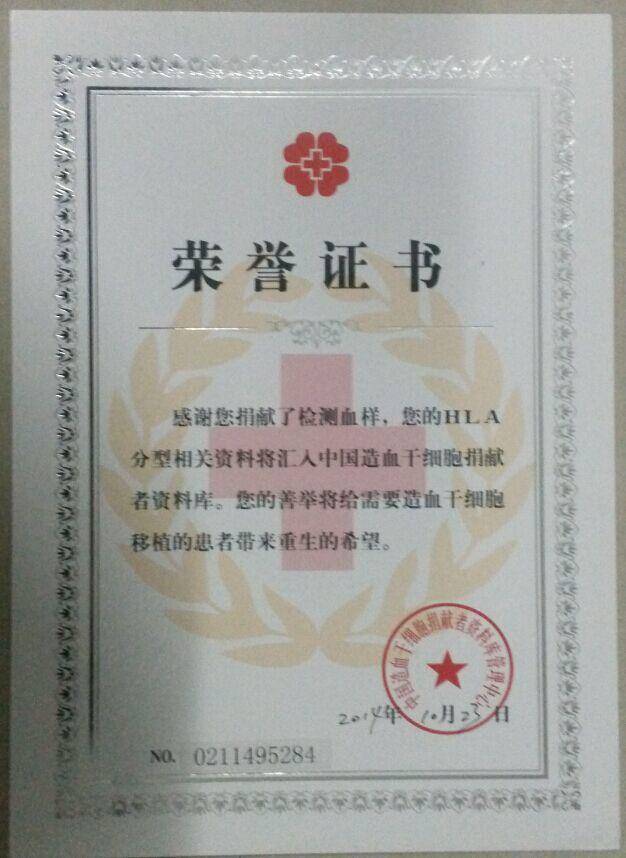 荣誉证书
感谢您捐献了检测血样，您的HLA
分型相关资料将汇入中国造血干细胞捐献
者资料库。您的善举将给需要造血干细胞
移植的患者带来重生的希望。
中国造血干细胞捐献者资料库管理中心
2014年10月23日
NO. 0211495284